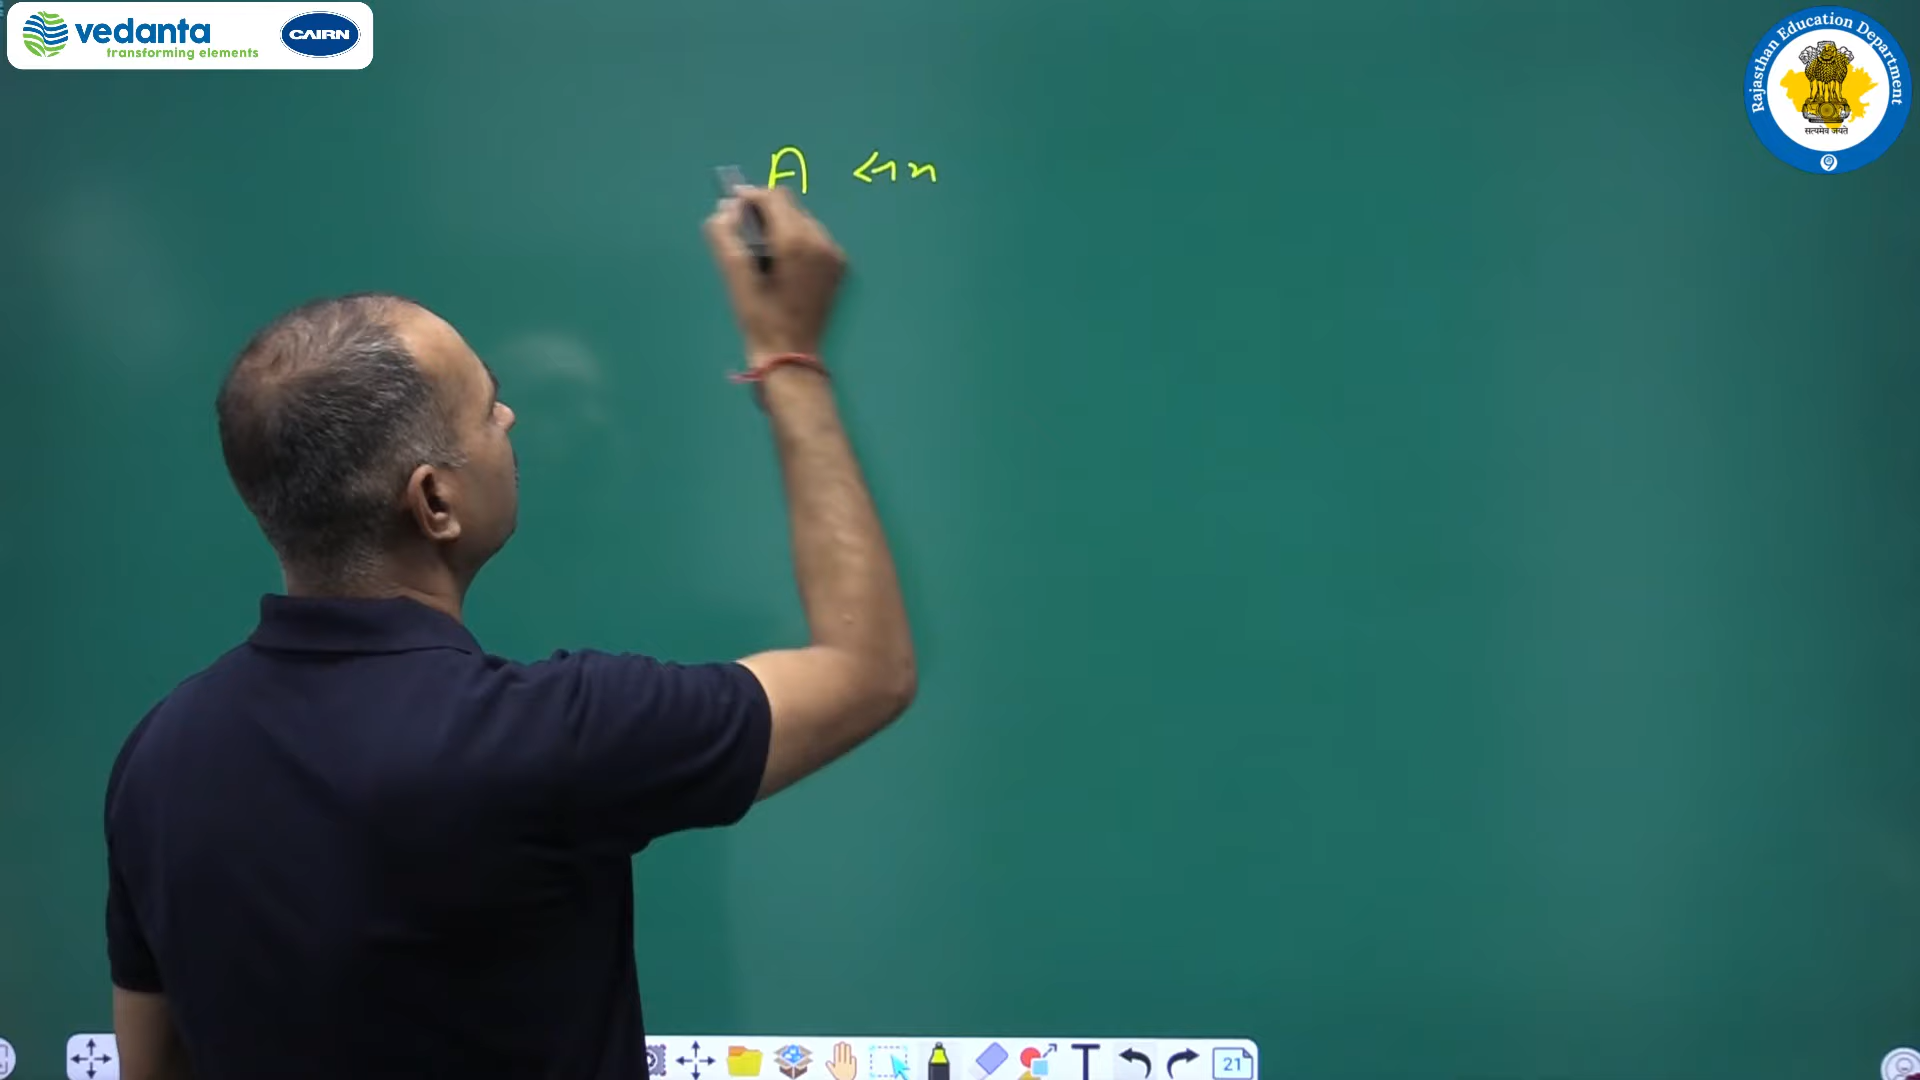 vedanta
transforming elements
CAIRN
Rajasthan Education Department
सत्यमेव जयते
A
T
21